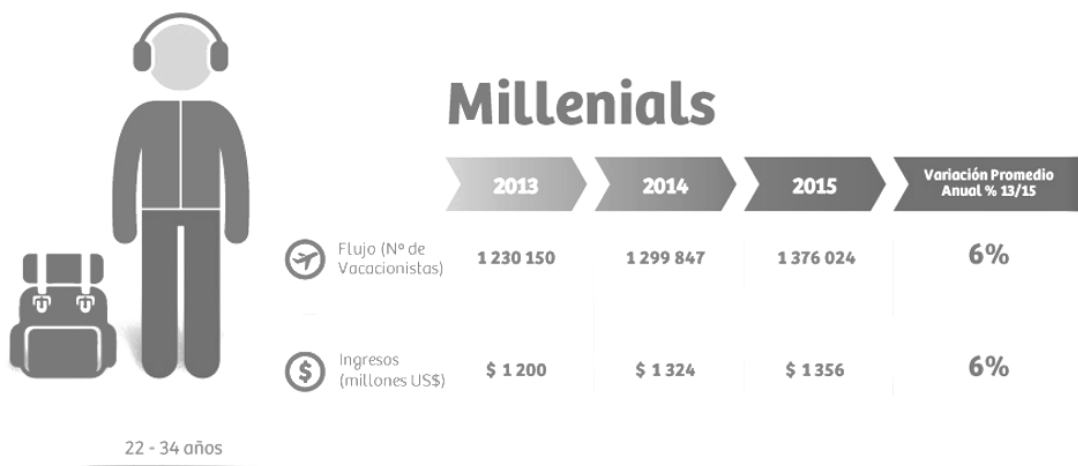 Millenials
2013 2014 2015 Variación Promedio
Anual % 13/15
Flujo (Nº de
Vacacionistas) 1 230 150 1 299 847 1 376 024 6%
Ingresos
(millones US$) $ 1 200 $ 1 324 $ 1 356 6%
22 - 34 años